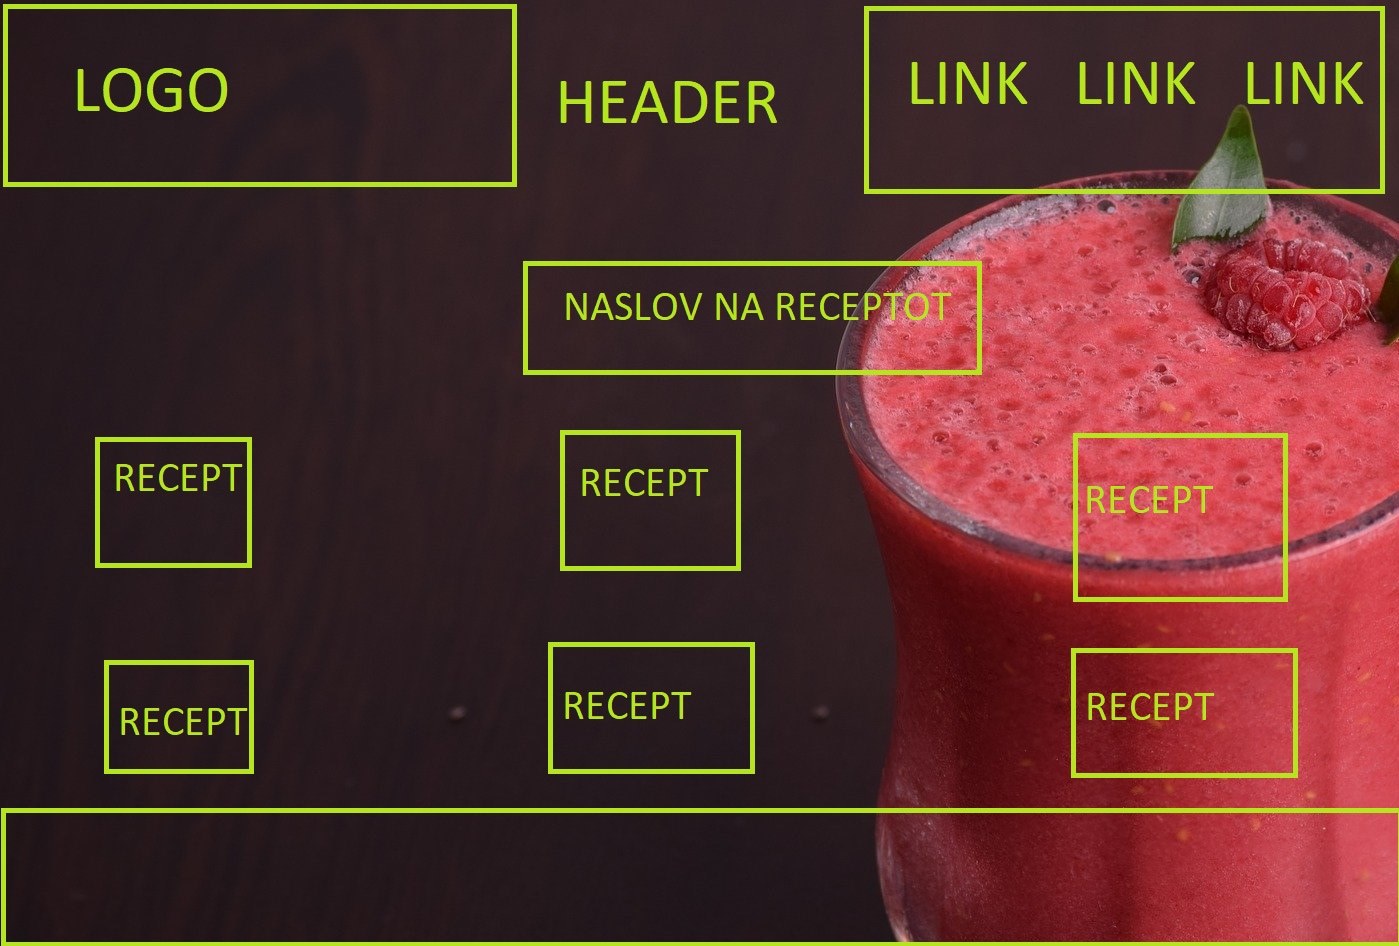 LOGO
HEADER
LINK LINK LINK
NASLOV NA RECEPTOT
RECEPT
RECEPT
RECEPT
RECEPT
RECEPT
RECEPT